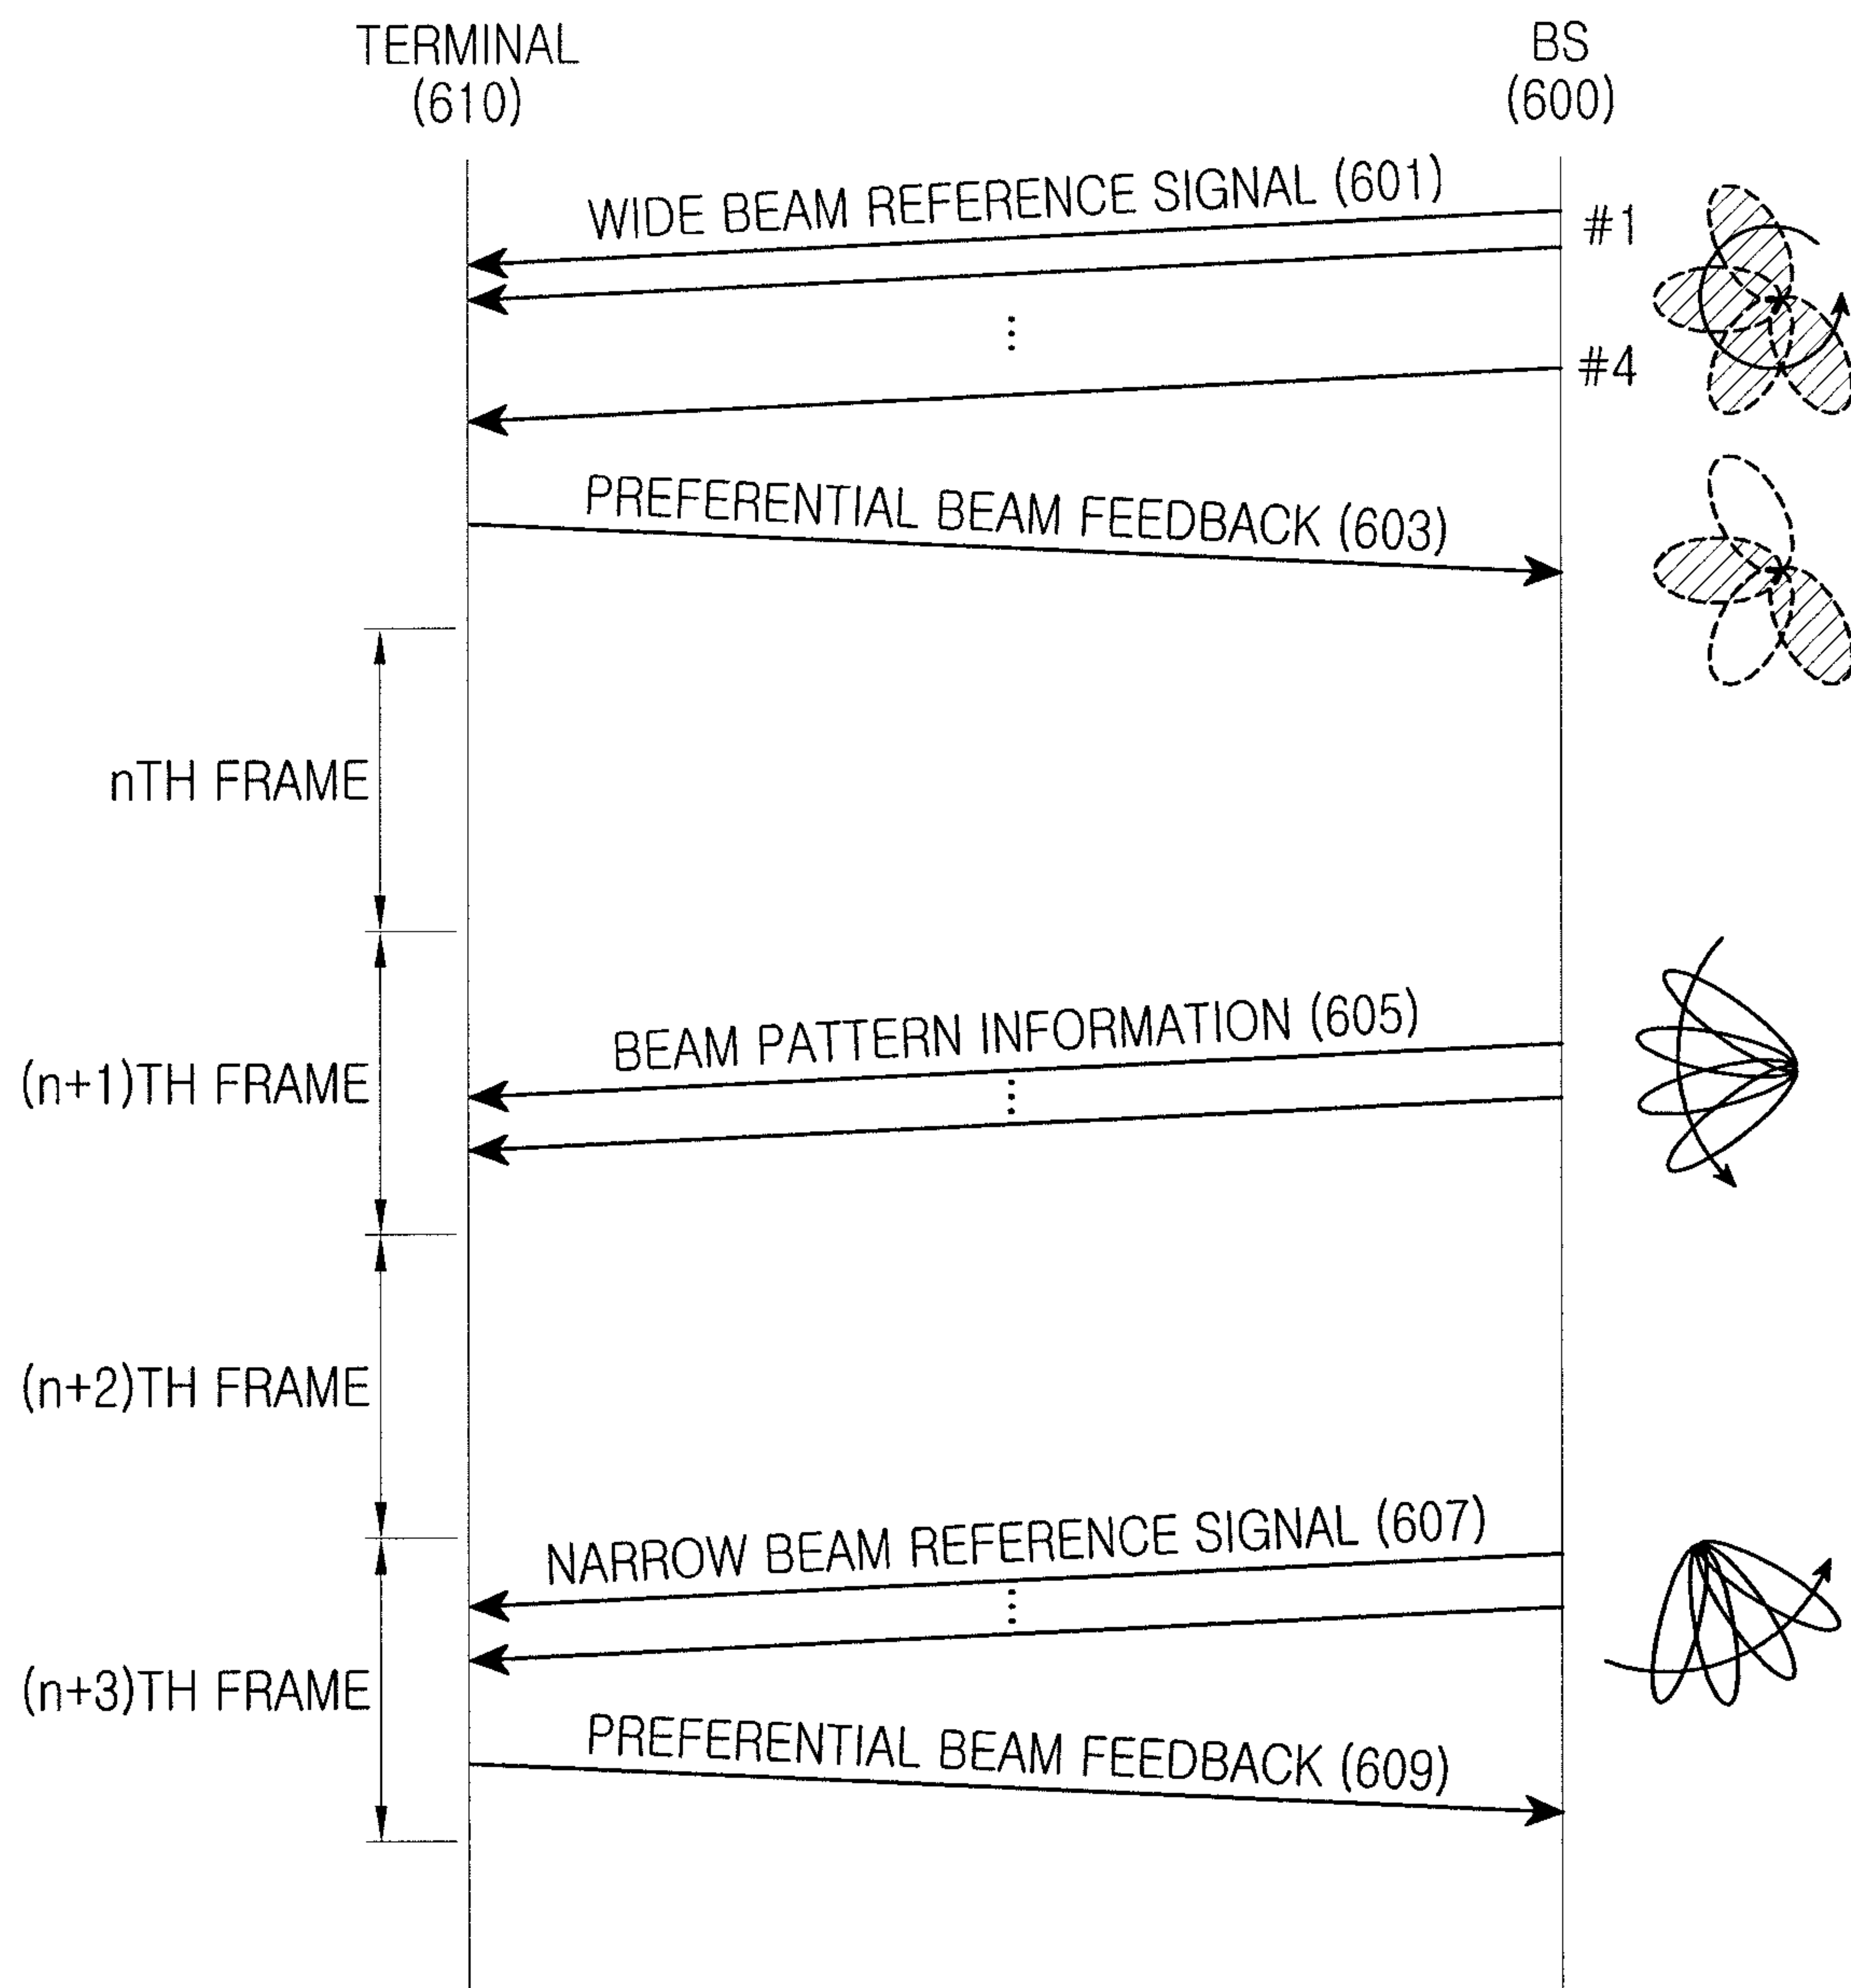 TERMINAL
(610)
BS
(600)
WIDE BEAM REFERENCE SIGNAL (601)
#1
#4
PREFERENTIAL BEAM FEEDBACK (603)
nTH FRAME
BEAM PATTERN INFORMATION (605)
(n+1)TH FRAME
(n+2)TH FRAME
NARROW BEAM REFERENCE SIGNAL (607)
(n+3)TH FRAME
PREFERENTIAL BEAM FEEDBACK (609)